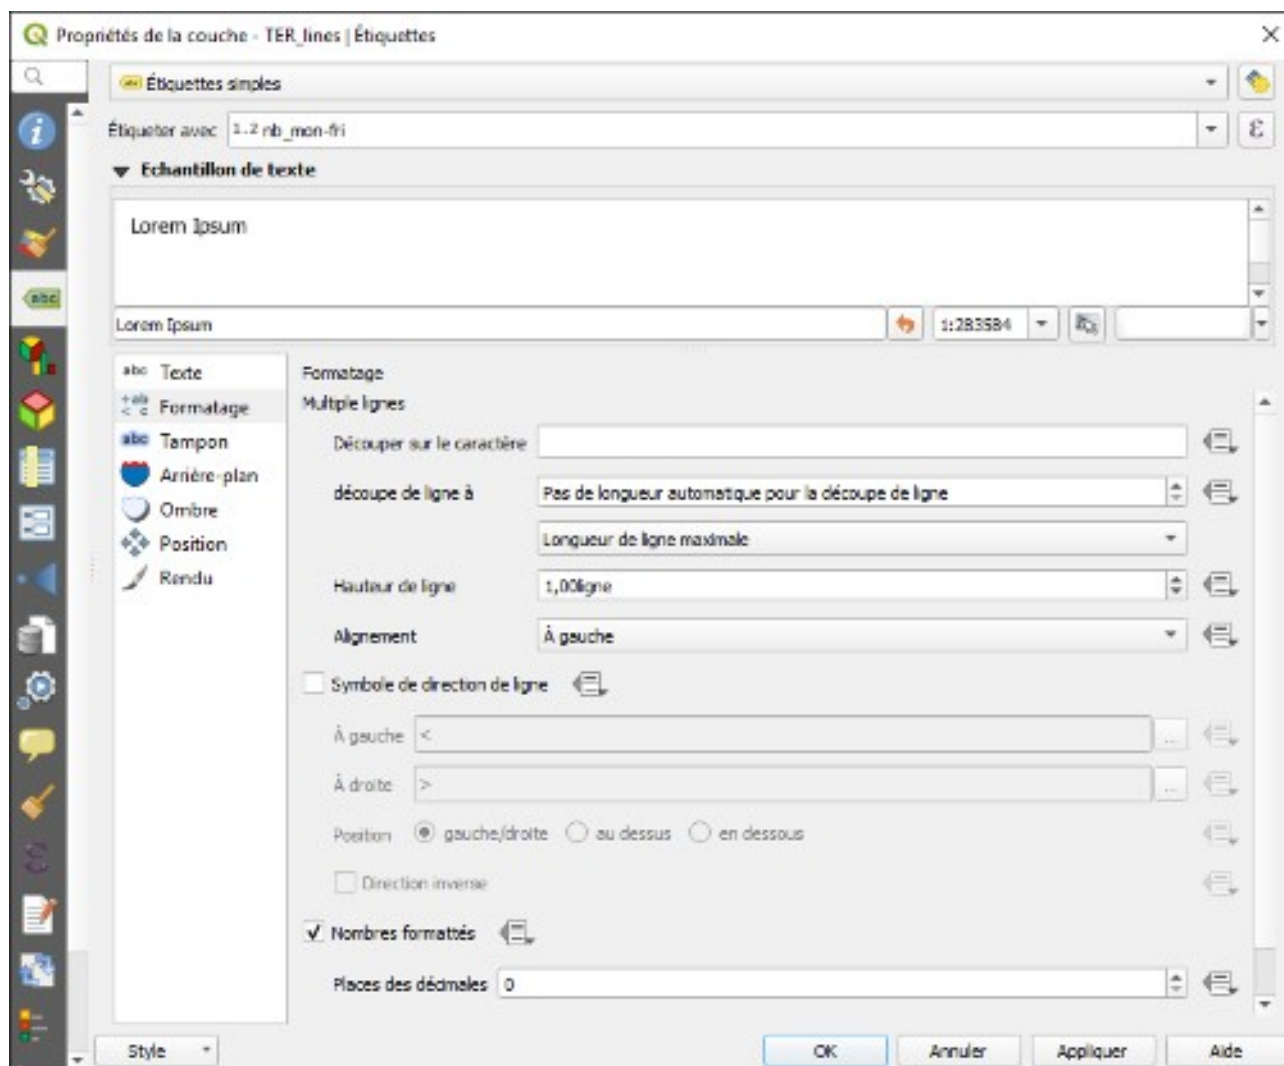 Propriétés de la couche - TER_lines | Étiquettes
Étiquettes simples
Étiqueter avec 1.2 nb_mon-fri
Echantillon de texte
Lorem Ipsum
Lorem Ipsum 1:283584
abc Texte
Formatage
abc Tampon
Arrière-plan
Ombre
Position
Rendu
Formatage
Multiple lignes
Découper sur le caractère
découpe de ligne à Pas de longueur automatique pour la découpe de ligne
Longueur de ligne maximale
Hauteur de ligne 1,00ligne
Alignement À gauche
Symbole de direction de ligne
À gauche <
À droite >
Position gauche/droite au dessus en dessous
Direction inverse
Nombres formattés
Places des décimales 0
Style OK Annuler Appliquer Aide